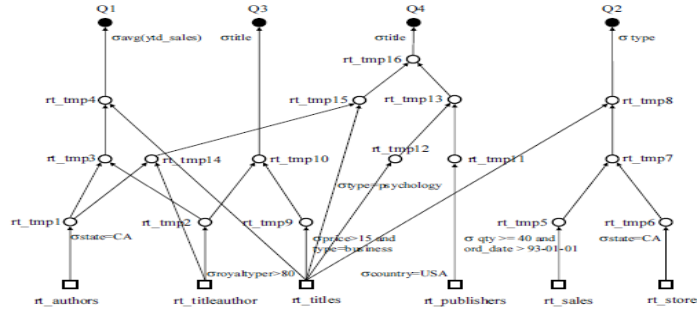 Q1 Q3 Q4 Q2
σavg(ytd_sales) σtitle σtitle σ type
rt_tmp16
rt_tmp4 rt_tmp15 rt_tmp13 rt_tmp8
rt_tmp3 rt_tmp14 rt_tmp10 rt_tmp12 rt_tmp11 rt_tmp7
σtype=psychology
rt_tmp1 rt_tmp2 rt_tmp9 rt_tmp5 rt_tmp6
σstate=CA σprice>15 and σ qty >= 40 and σstate=CA
type=business ord_date > 93-01-01
σroyaltyper>80 σcountry=USA
rt_authors rt_titleauthor rt_titles rt_publishers rt_sales rt_store